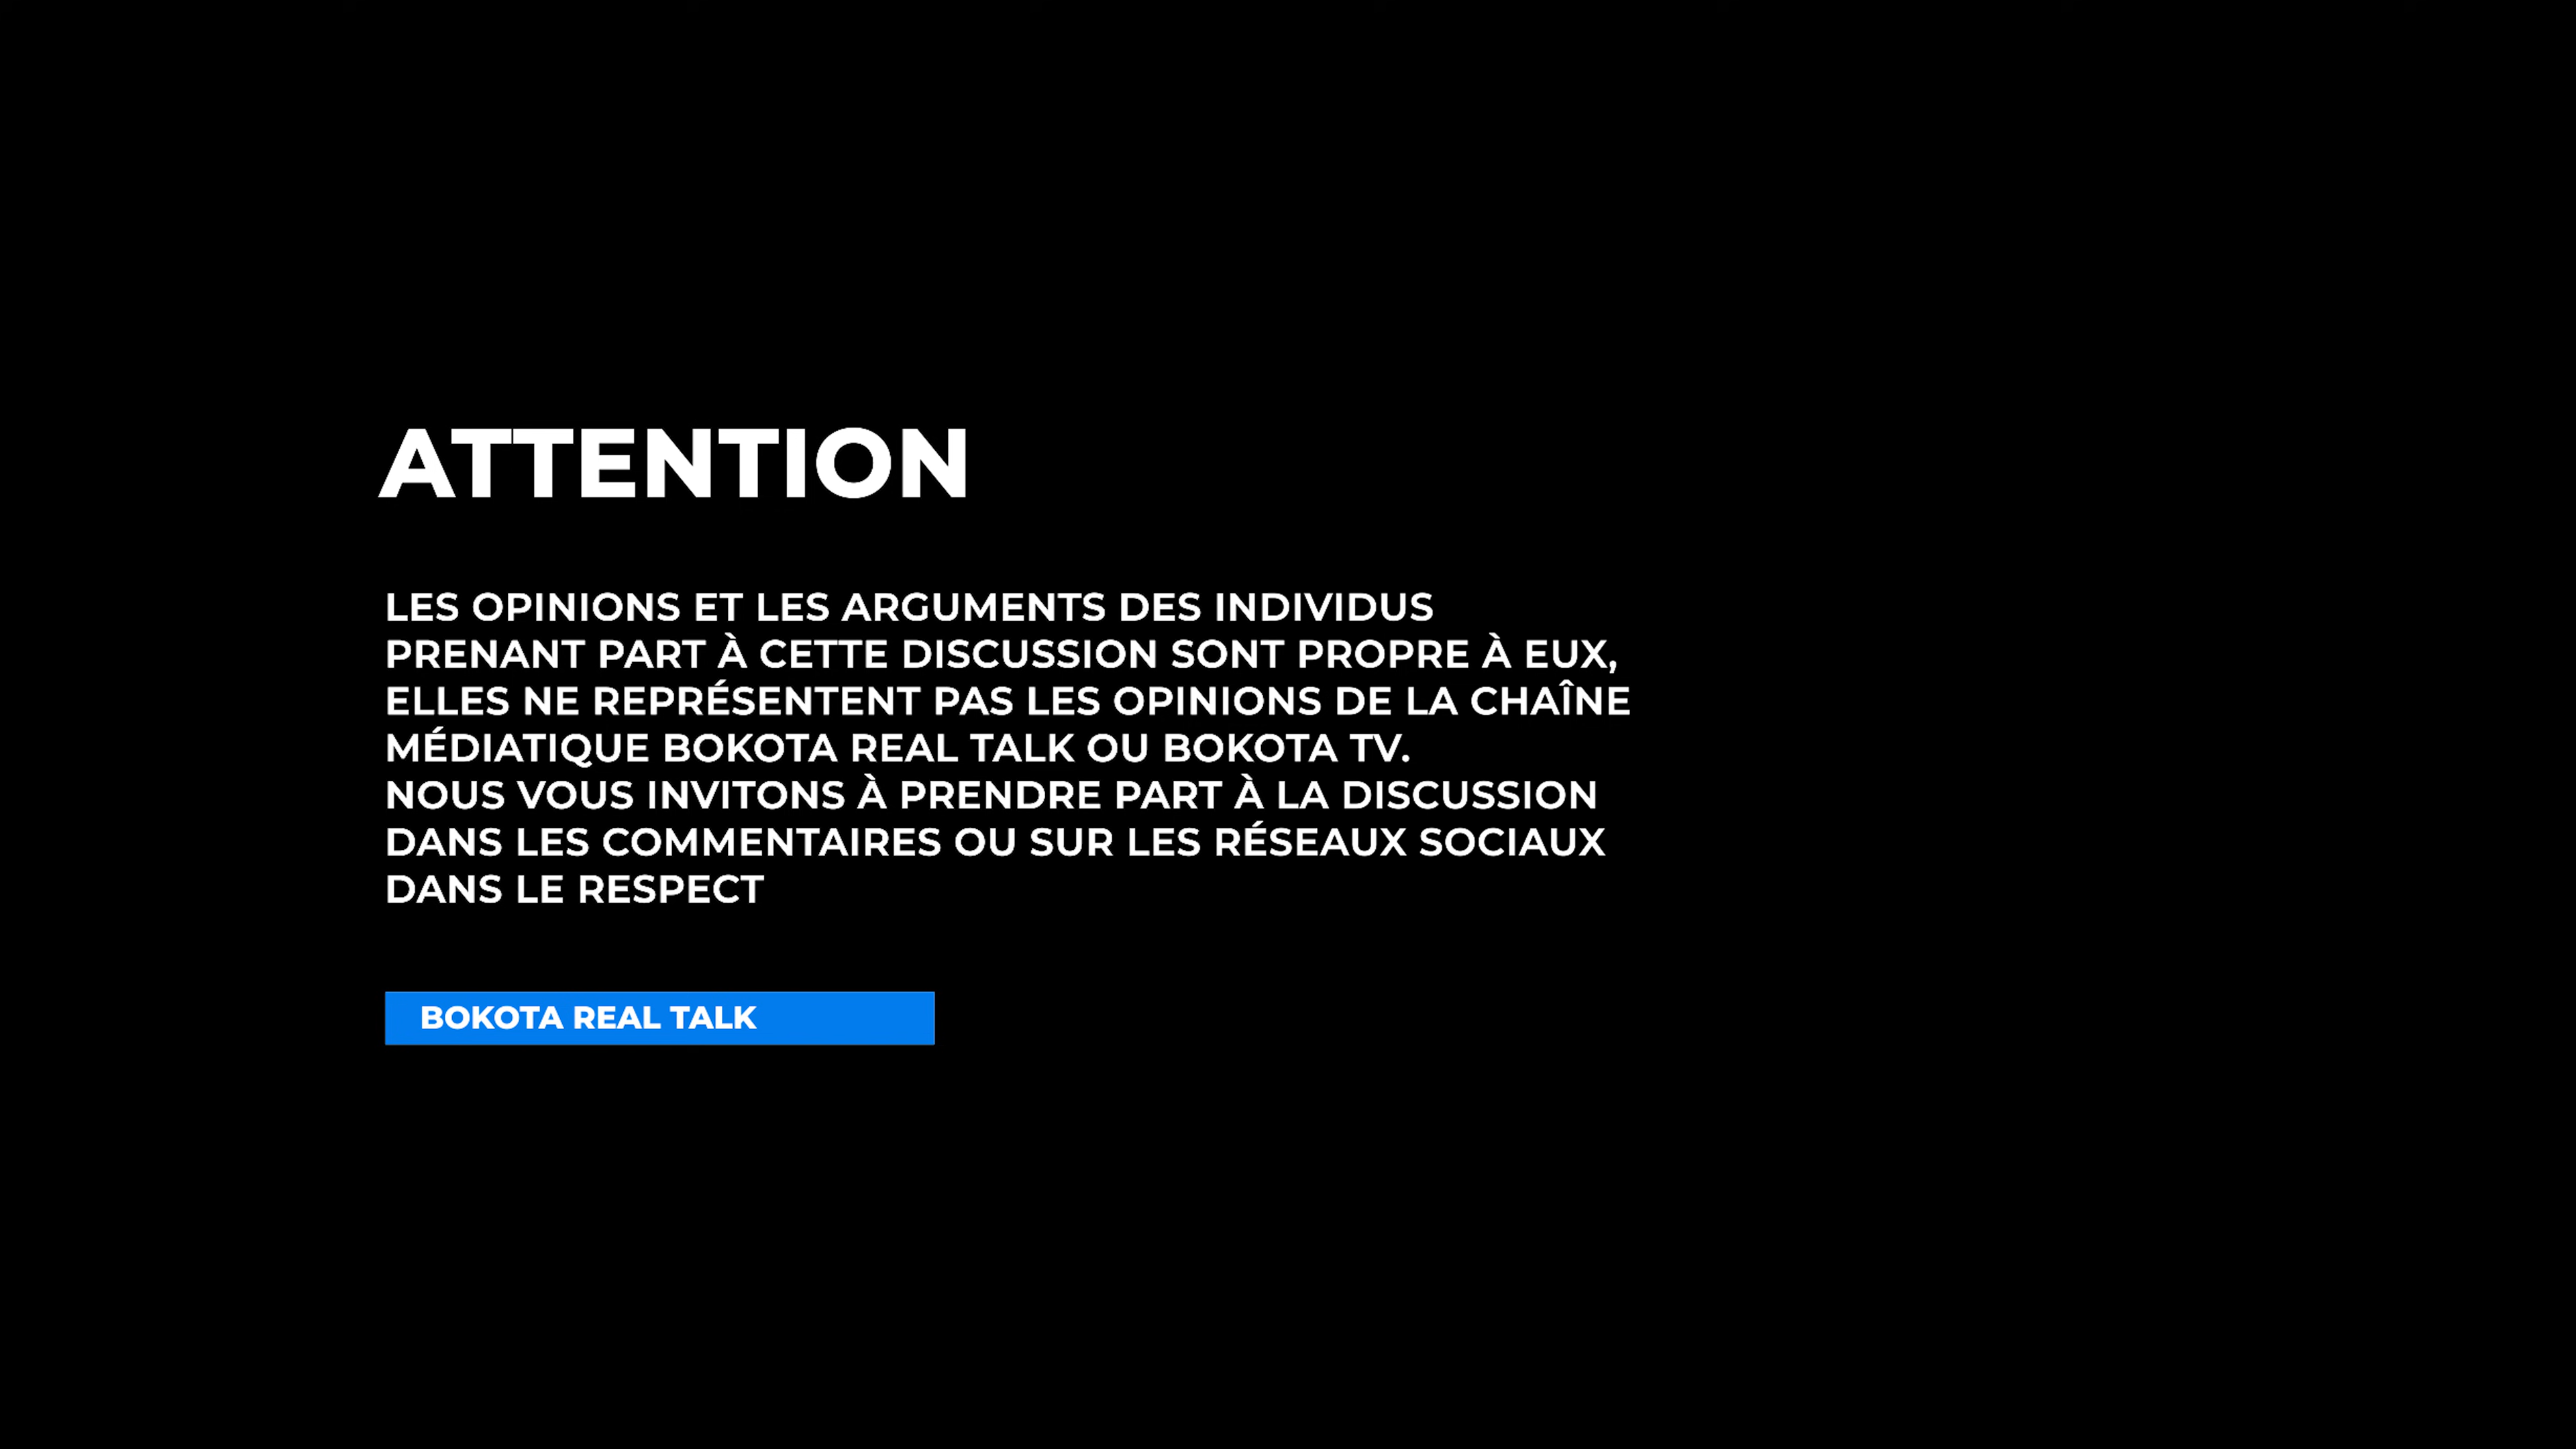 ATTENTION
LES OPINIONS ET LES ARGUMENTS DES INDIVIDUS
PRENANT PART À CETTE DISCUSSION SONT PROPRE À EUX,
ELLES NE REPRÉSENTENT PAS LES OPINIONS DE LA CHAÎNE
MÉDIATIQUE BOKOTA REAL TALK OU BOKOTA TV.
NOUS VOUS INVITONS À PRENDRE PART À LA DISCUSSION
DANS LES COMMENTAIRES OU SUR LES RÉSEAUX SOCIAUX
DANS LE RESPECT
BOKOTA REAL TALK